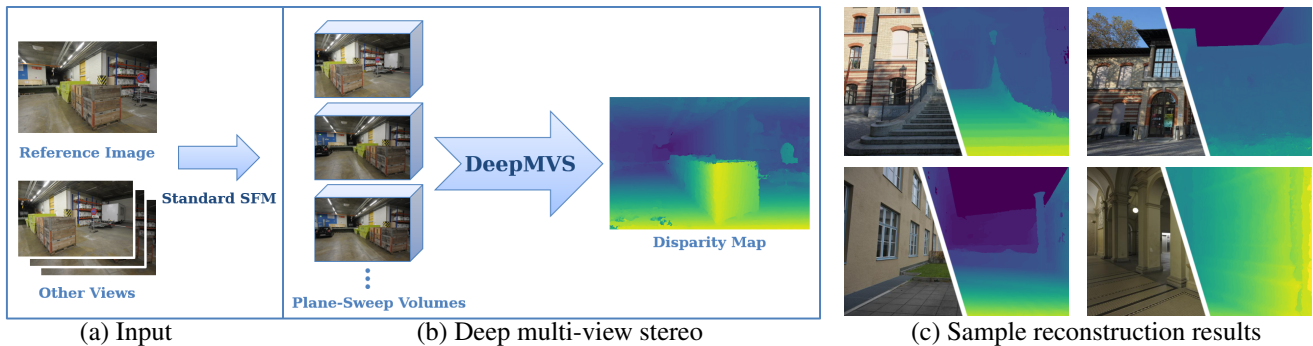 Reference Image
Standard SFM
Other Views
Plane-Sweep Volumes
DeepMVS
Disparity Map
(a) Input
(b) Deep multi-view stereo
(c) Sample reconstruction results